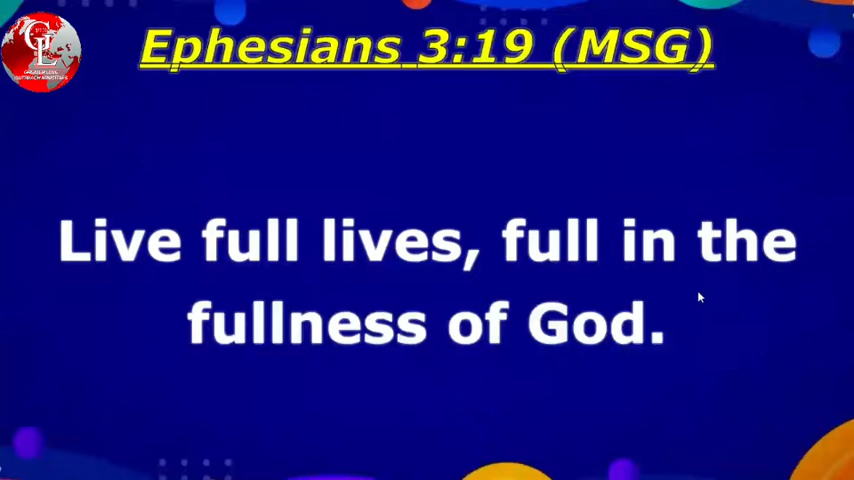 Ephesians 3:19 (MSG)
Live full lives, full in the
fullness of God.